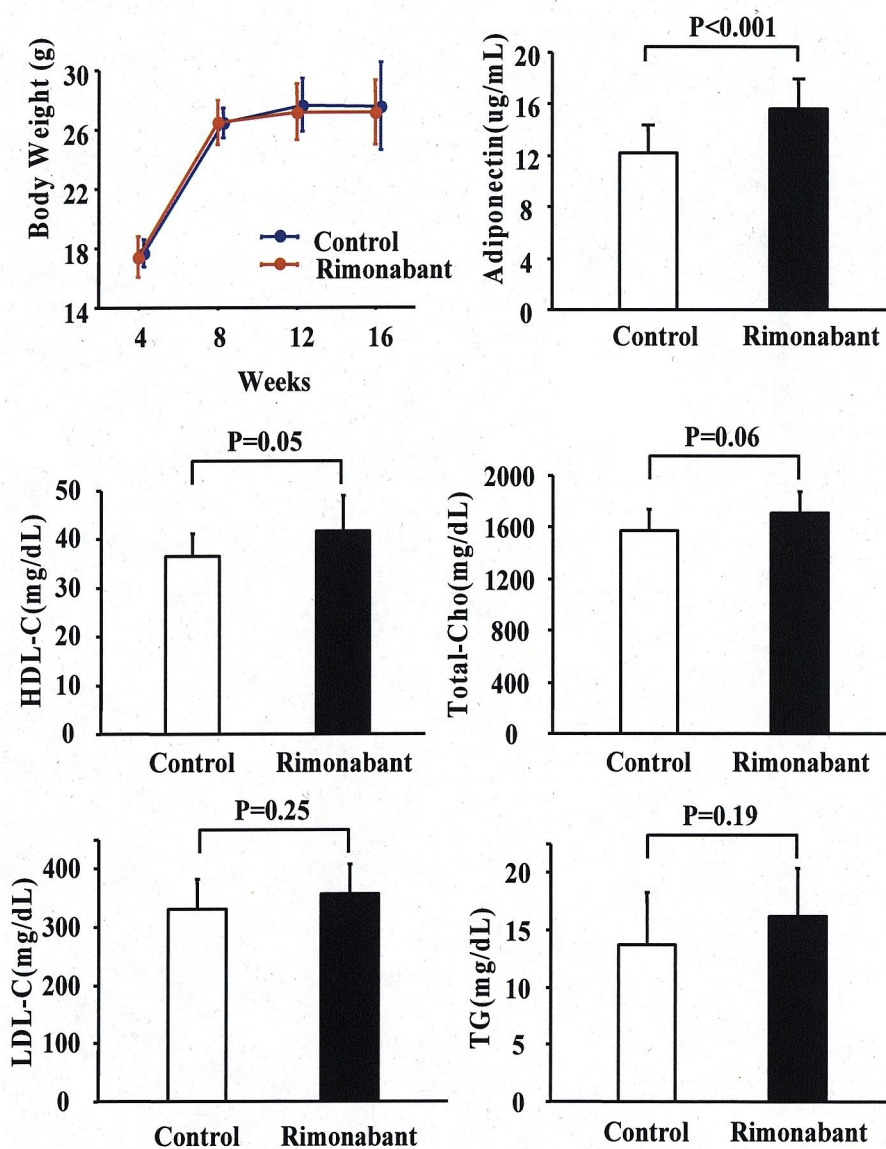 Body Weight (g)
30
26
22
18
14
Control
Rimonabant
4 8 12 16
Weeks
P<0.001
Adiponectin(ug/mL)
20
16
12
8
4
0
Control Rimonabant
P=0.05
HDL-C(mg/dL)
50
40
30
20
10
0
Control Rimonabant
P=0.06
Total-Cho(mg/dL)
2000
1600
1200
800
400
0
Control Rimonabant
P=0.25
LDL-C(mg/dL)
400
300
200
100
0
Control Rimonabant
P=0.19
TG(mg/dL)
20
15
10
5
0
Control Rimonabant